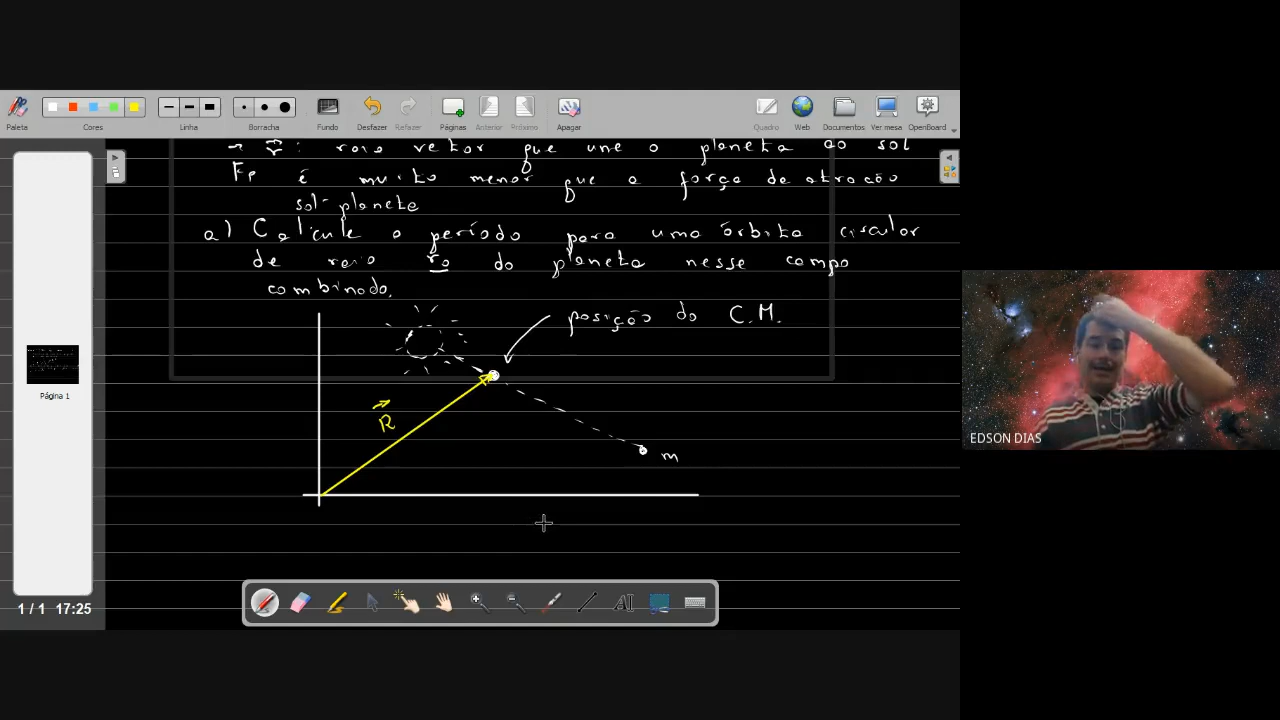 Paleta Cores Linha Borracha Fundo Desfazer Refazer Páginas Anterior Próximo Apagar Quadro Web Documentos Ver mesa OpenBoard
→ r: raio vetor que une o planeta ao sol
Fp é muito menor que a força de atração
sol-planeta
a) Calcule o período para uma órbita circular
de raio ro do planeta nesse campo
combinado.
posição do C.M.
R
m
Página 1
1 / 1 17:25
EDSON DIAS